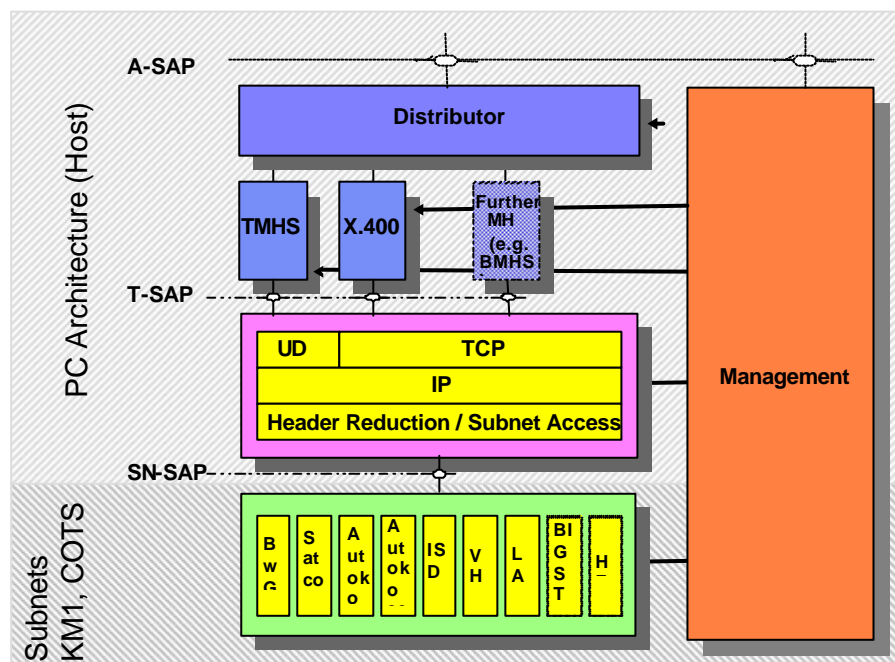 A-SAP
Distributor
TMHS
X.400
Further
MH
(e.g.
BMHS
T-SAP
UD
TCP
IP
Header Reduction / Subnet Access
SN-SAP
Management
PC Architecture (Host)
Subnets
KM1, COTS
B
w
S
at
co
A
ut
ok
o
A
ut
ok
o
IS
D
V
H
L
A
BI
G
S
T
H